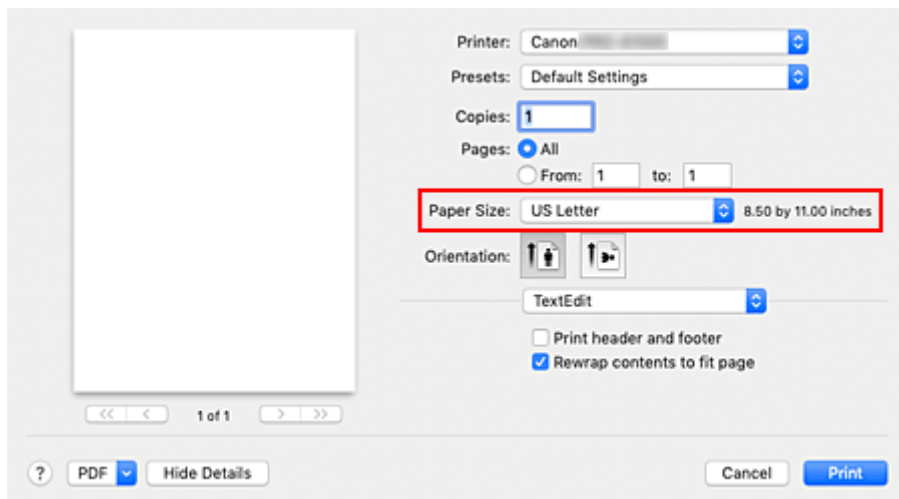 Printer: Canon
Presets: Default Settings
Copies: 1
Pages: All
From: 1 to: 1
Paper Size: US Letter 8.50 by 11.00 inches
Orientation:
TextEdit
Print header and footer
Rewrap contents to fit page
<< < 1 of 1 > >>
? PDF Hide Details Cancel Print